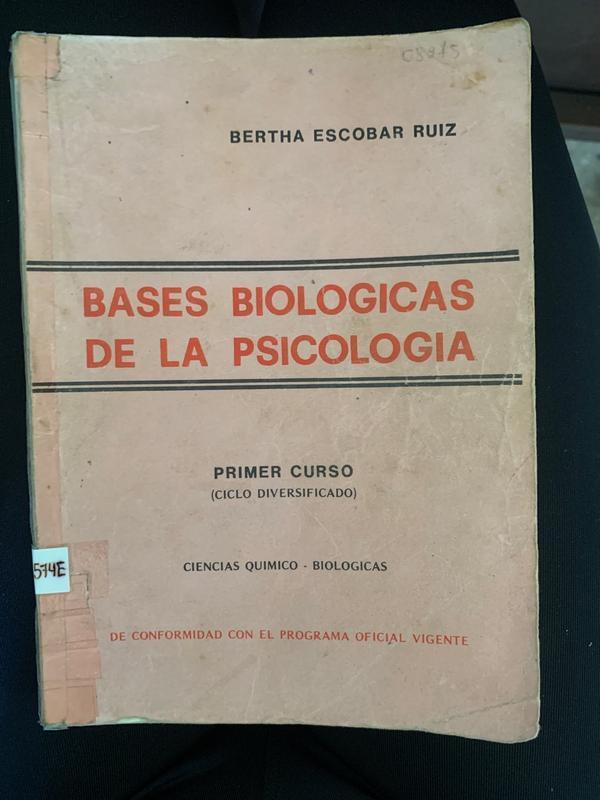 BERTHA ESCOBAR RUIZ
BASES BIOLOGICAS
DE LA PSICOLOGIA
PRIMER CURSO
(CICLO DIVERSIFICADO)
574E
CIENCIAS QUIMICO - BIOLOGICAS
DE CONFORMIDAD CON EL PROGRAMA OFICIAL VIGENTE